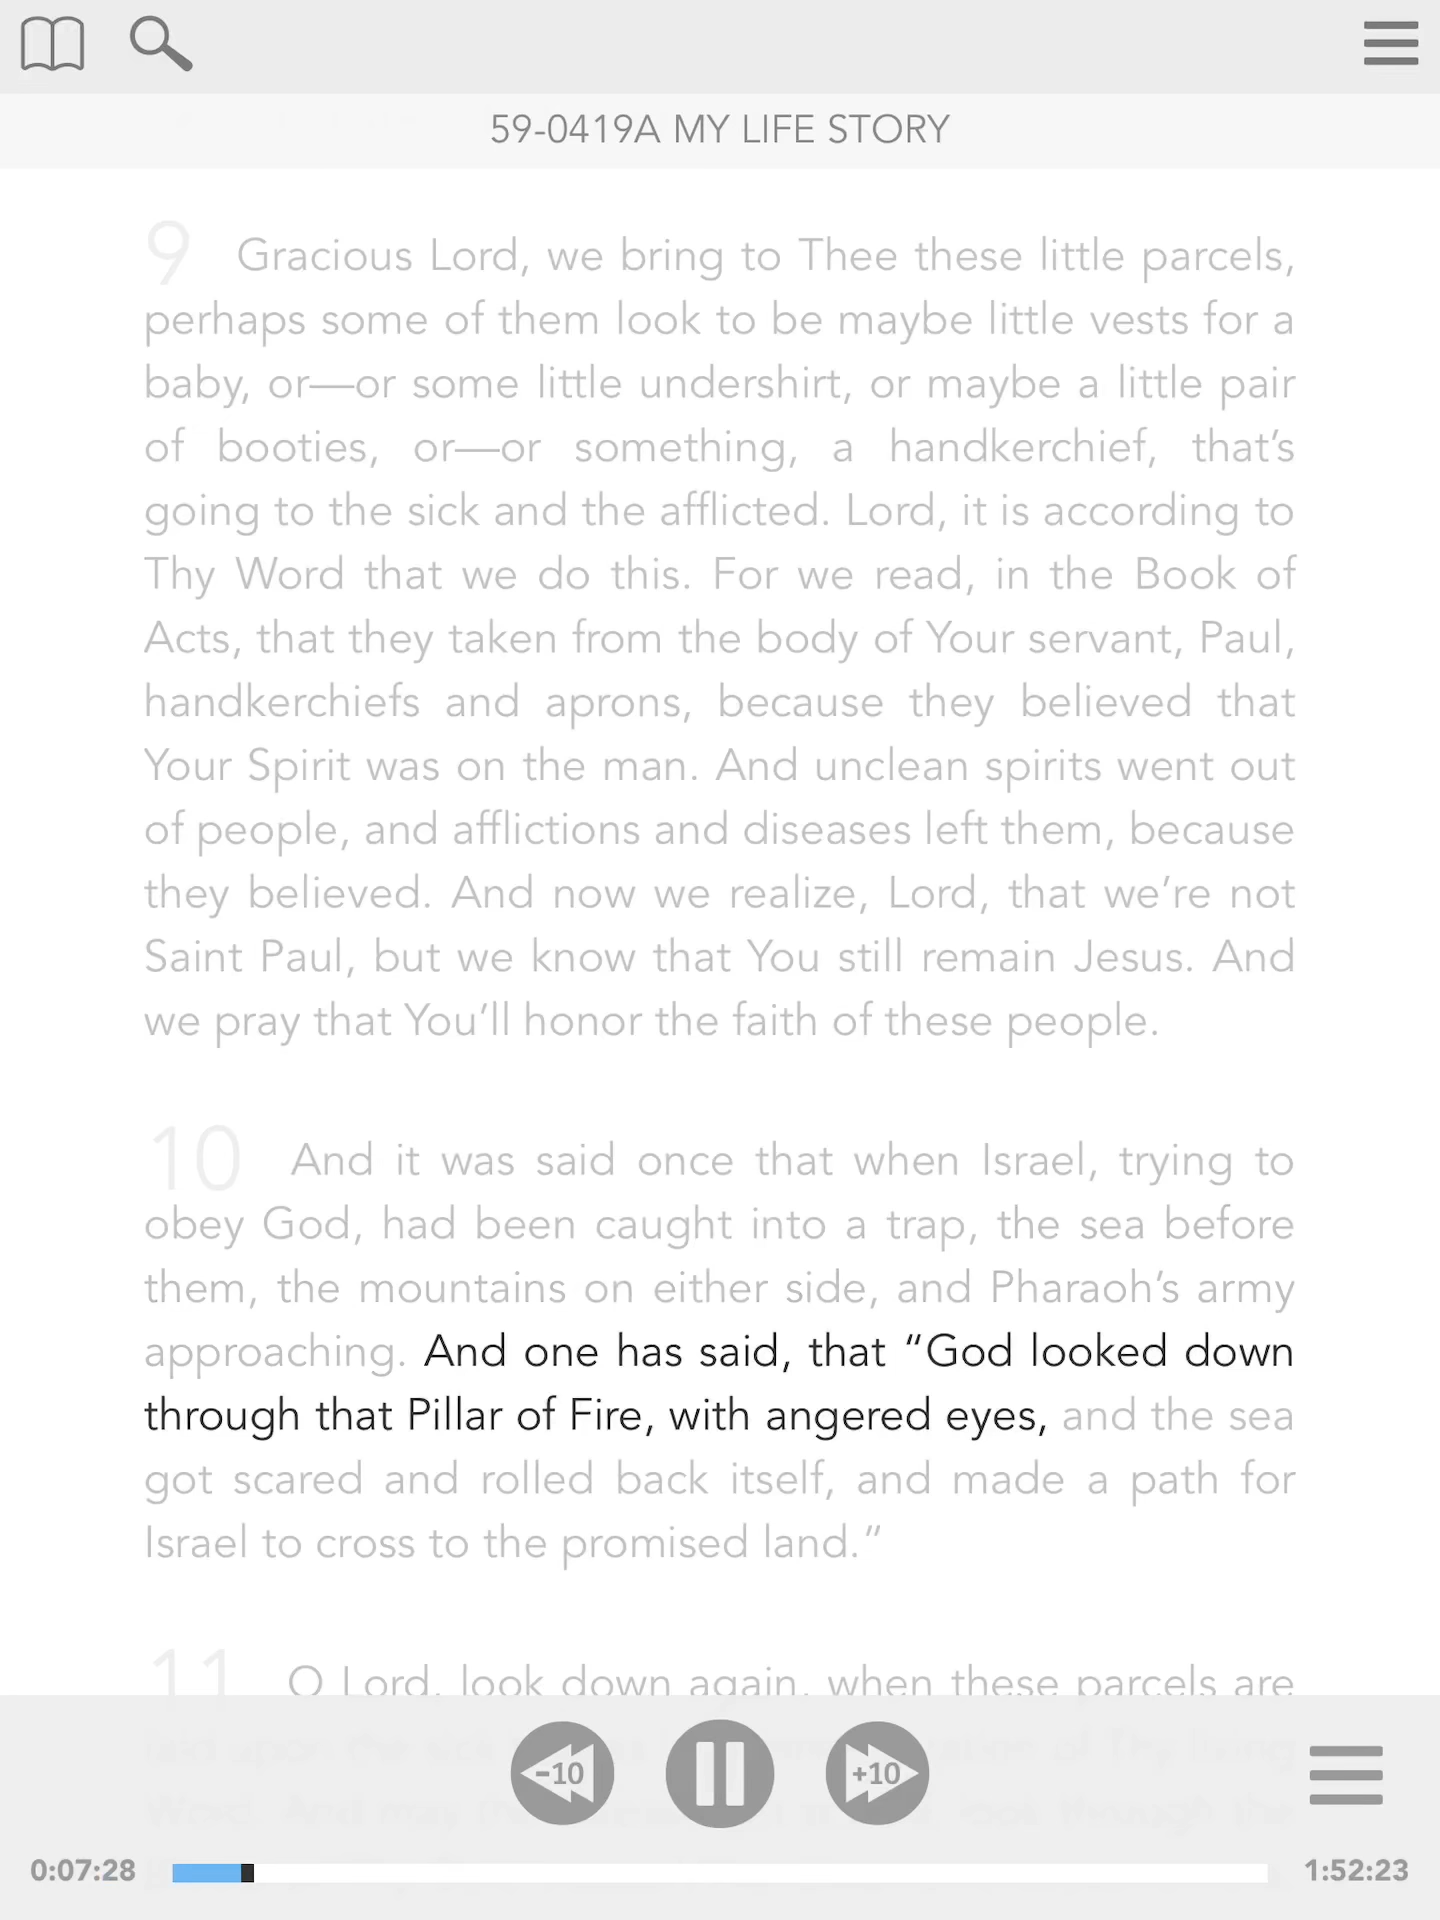 59-0419A MY LIFE STORY
9 Gracious Lord, we bring to Thee these little parcels,
perhaps some of them look to be maybe little vests for a
baby, or—or some little undershirt, or maybe a little pair
of booties, or—or something, a handkerchief, that’s
going to the sick and the afflicted. Lord, it is according to
Thy Word that we do this. For we read, in the Book of
Acts, that they taken from the body of Your servant, Paul,
handkerchiefs and aprons, because they believed that
Your Spirit was on the man. And unclean spirits went out
of people, and afflictions and diseases left them, because
they believed. And now we realize, Lord, that we’re not
Saint Paul, but we know that You still remain Jesus. And
we pray that You’ll honor the faith of these people.
10 And it was said once that when Israel, trying to
obey God, had been caught into a trap, the sea before
them, the mountains on either side, and Pharaoh’s army
approaching. And one has said, that “God looked down
through that Pillar of Fire, with angered eyes, and the sea
got scared and rolled back itself, and made a path for
Israel to cross to the promised land.”
11 O Lord, look down again, when these parcels are
-10 +10
0:07:28 1:52:23